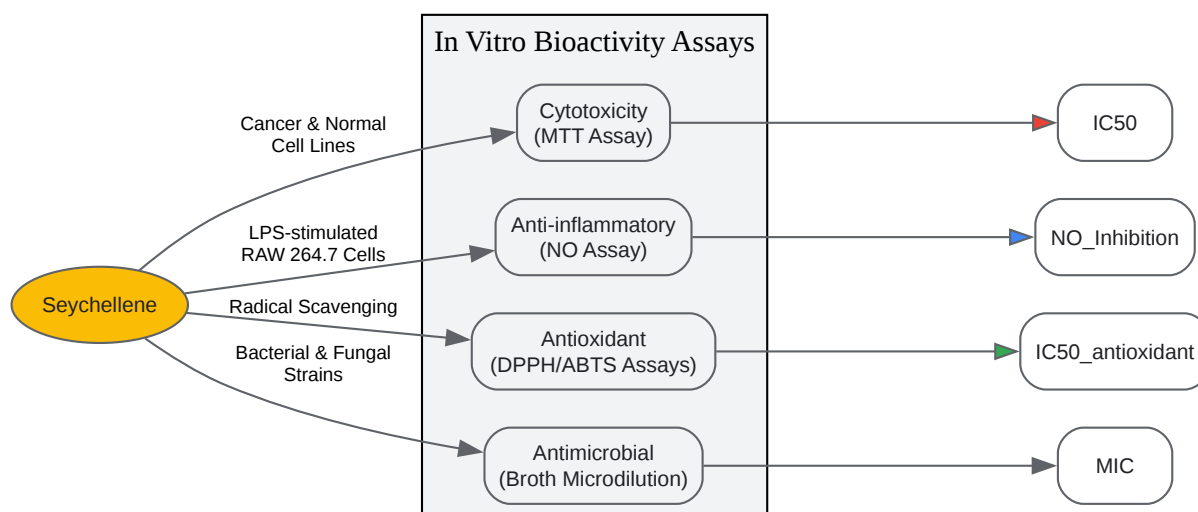 In Vitro Bioactivity Assays
Cancer & Normal
Cell Lines
Cytotoxicity
(MTT Assay)
IC50
LPS-stimulated
RAW 264.7 Cells
Anti-inflammatory
(NO Assay)
NO_Inhibition
Seychellene
Radical Scavenging
Antioxidant
(DPPH/ABTS Assays)
IC50_antioxidant
Bacterial & Fungal
Strains
Antimicrobial
(Broth Microdilution)
MIC